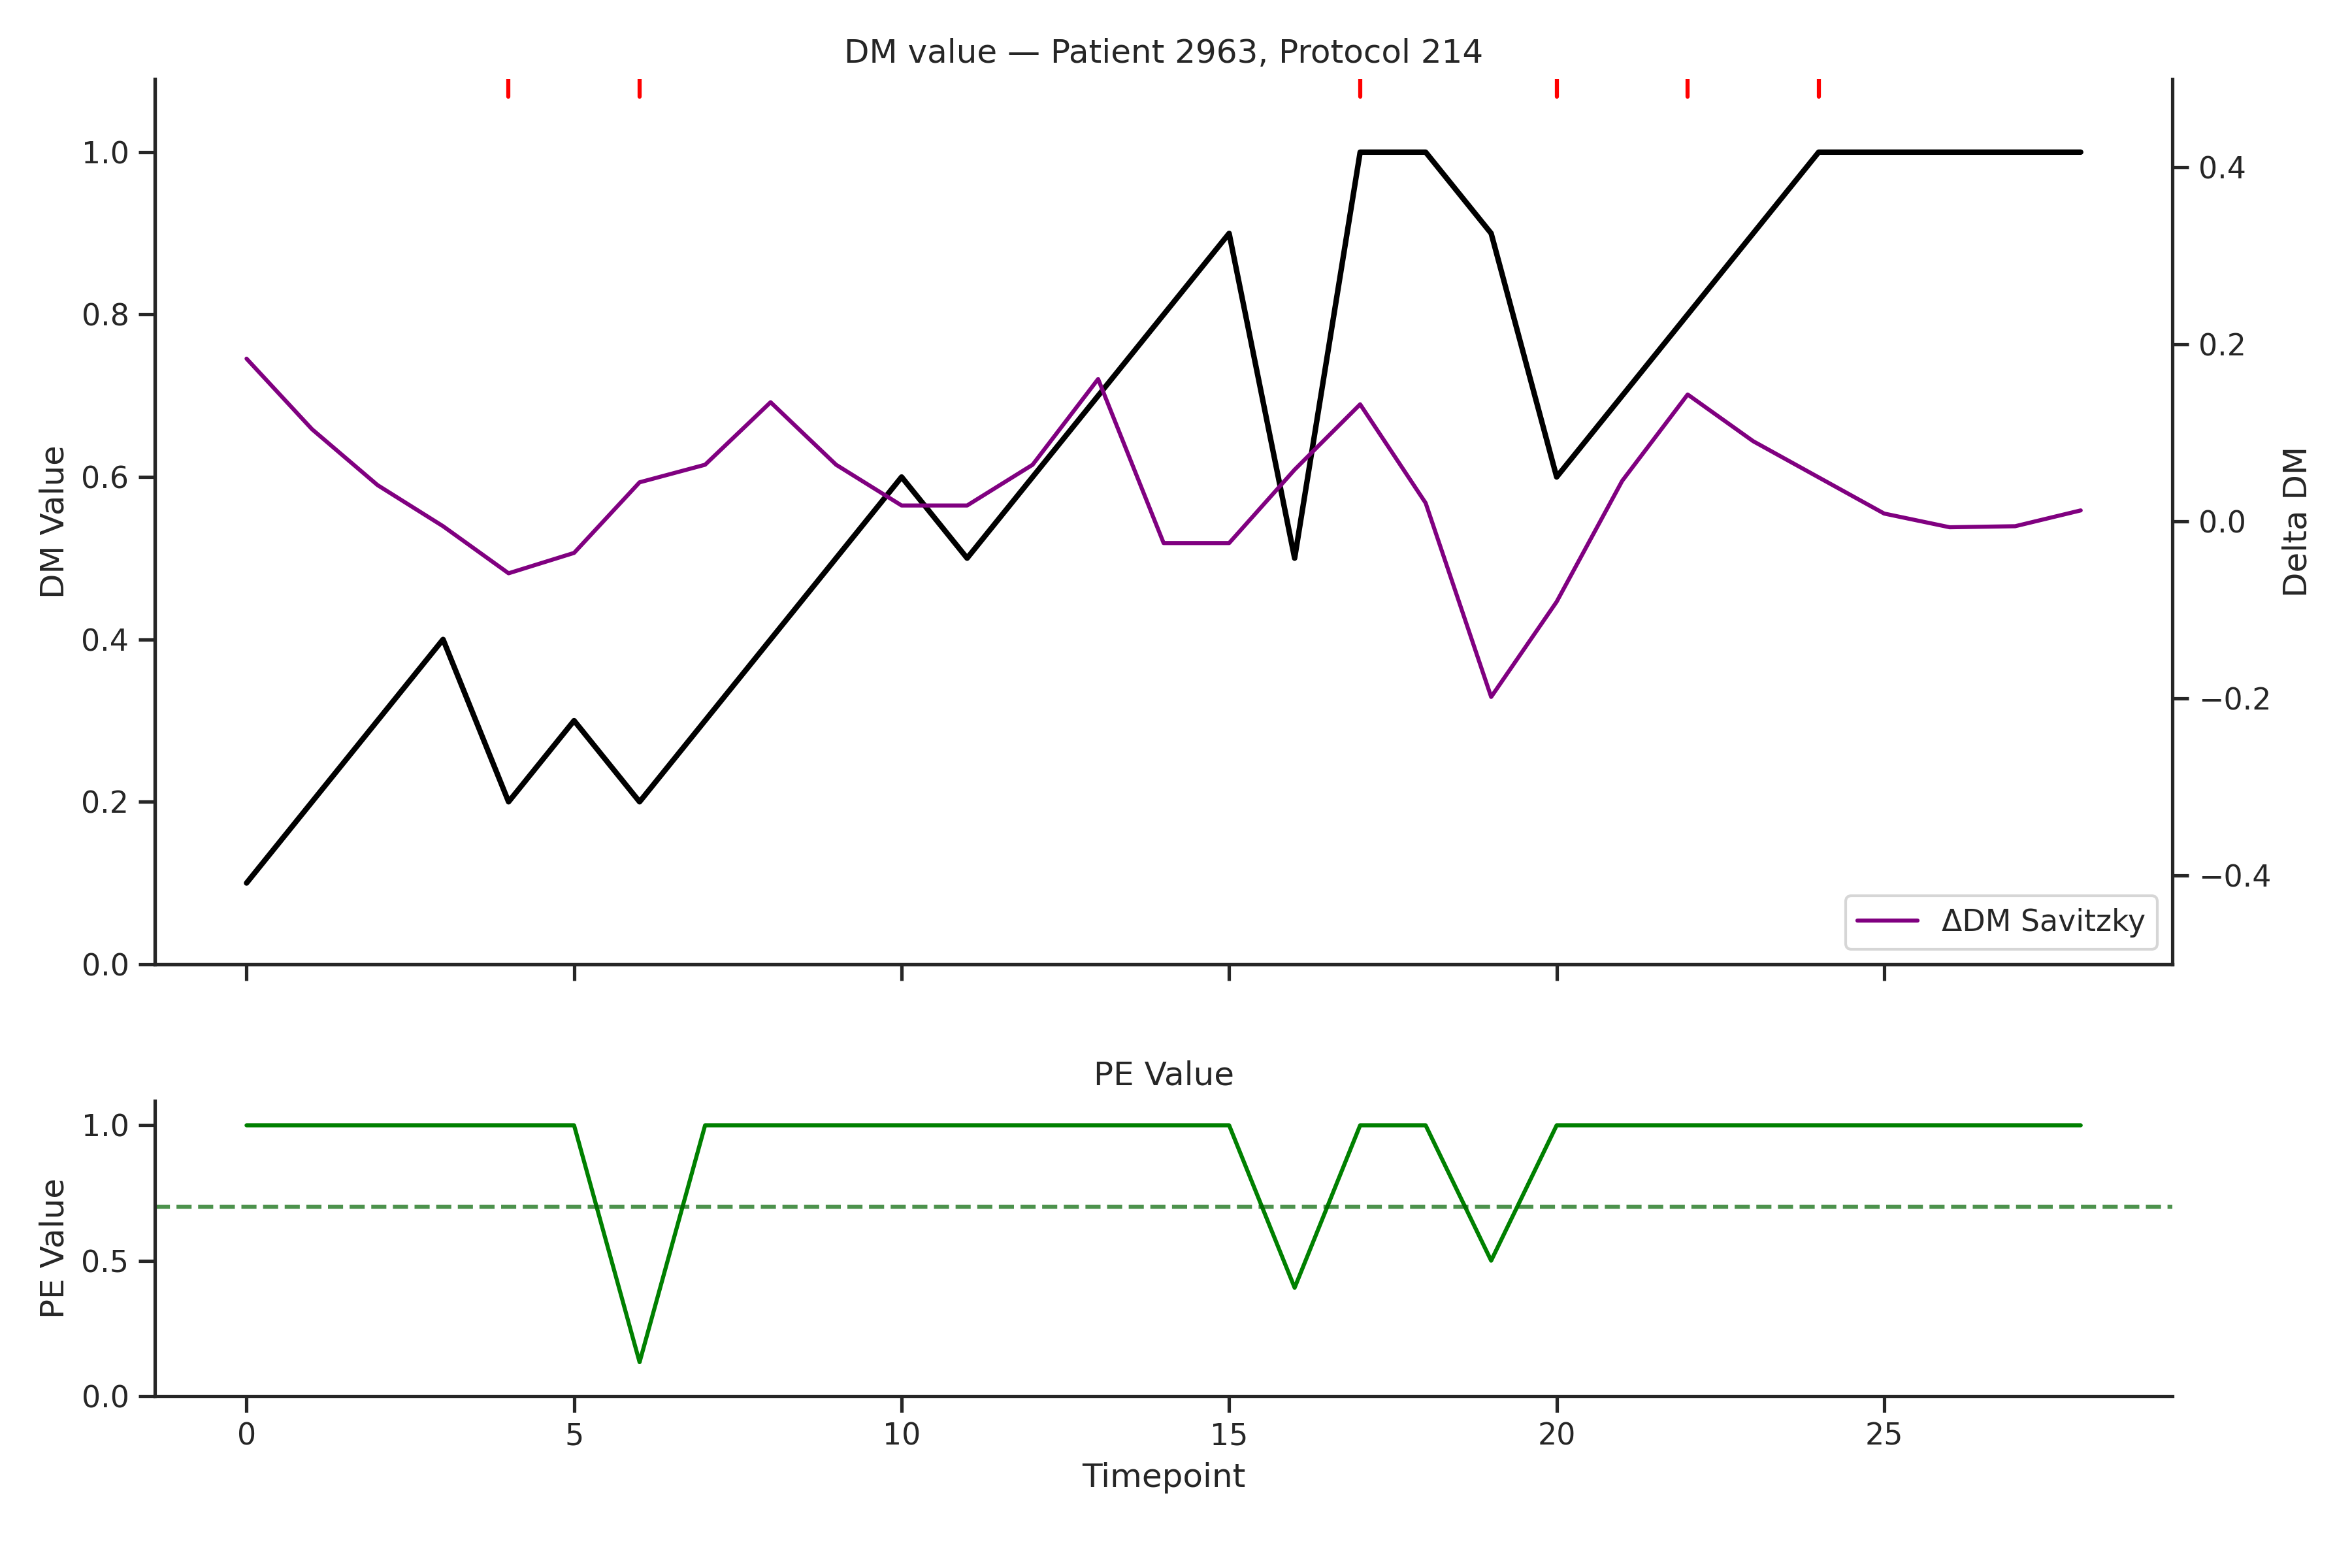 DM value — Patient 2963, Protocol 214
1.0
0.8
0.6
0.4
0.2
0.0
DM Value
0.4
0.2
0.0
−0.2
−0.4
Delta DM
ΔDM Savitzky
PE Value
1.0
0.5
0.0
PE Value
0 5 10 15 20 25
Timepoint